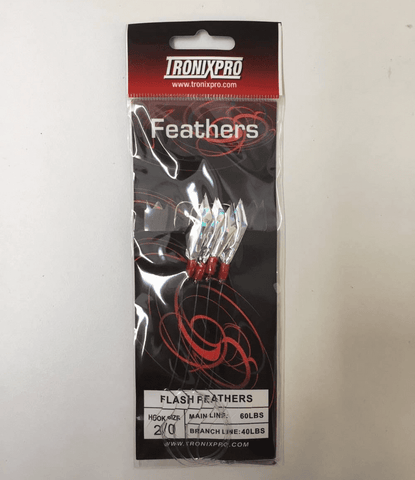 TRONIXPRO
www.tronixpro.com
Feathers
FLASH FEATHERS
HOOK SIZE MAIN LINE: 60LBS
2/0 BRANCH LINE: 40LBS
WWW.TRONIXPRO.COM